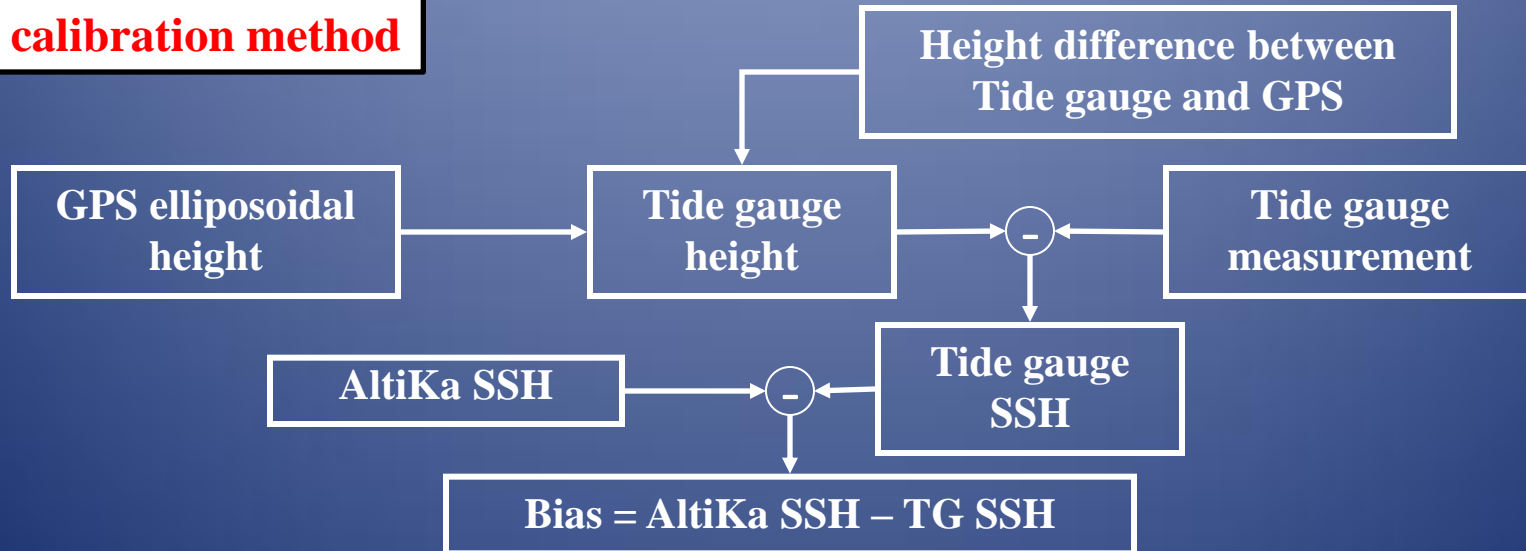 calibration method
Height difference between
Tide gauge and GPS
GPS elliposoidal
height
Tide gauge
height
-
Tide gauge
measurement
AltiKa SSH
-
Tide gauge
SSH
Bias = AltiKa SSH – TG SSH